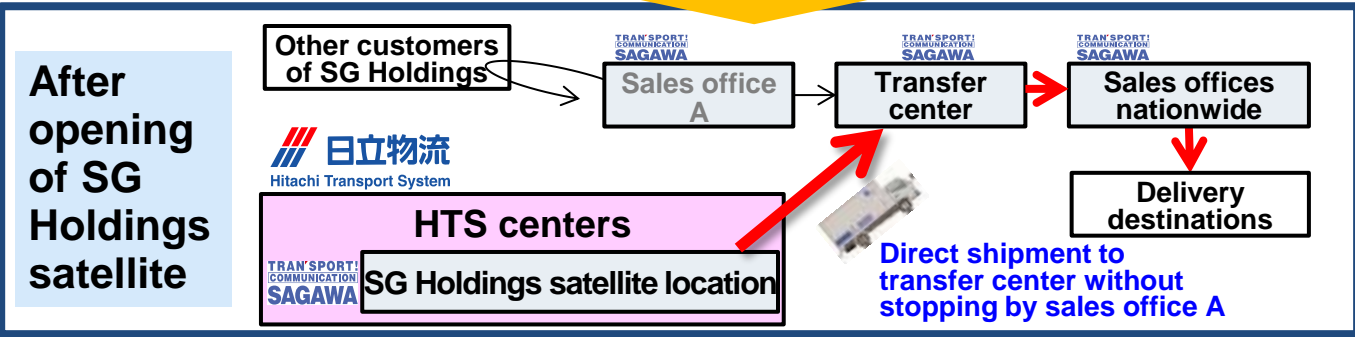 After
opening
of SG
Holdings
satellite
Other customers
of SG Holdings
TRAN'SPORT!
COMMUNICATION
SAGAWA
Sales office
A
TRAN'SPORT!
COMMUNICATION
SAGAWA
Transfer
center
TRAN'SPORT!
COMMUNICATION
SAGAWA
Sales offices
nationwide
Delivery
destinations
日立物流
Hitachi Transport System
HTS centers
TRAN'SPORT!
COMMUNICATION
SAGAWA
SG Holdings satellite location
Direct shipment to
transfer center without
stopping by sales office A